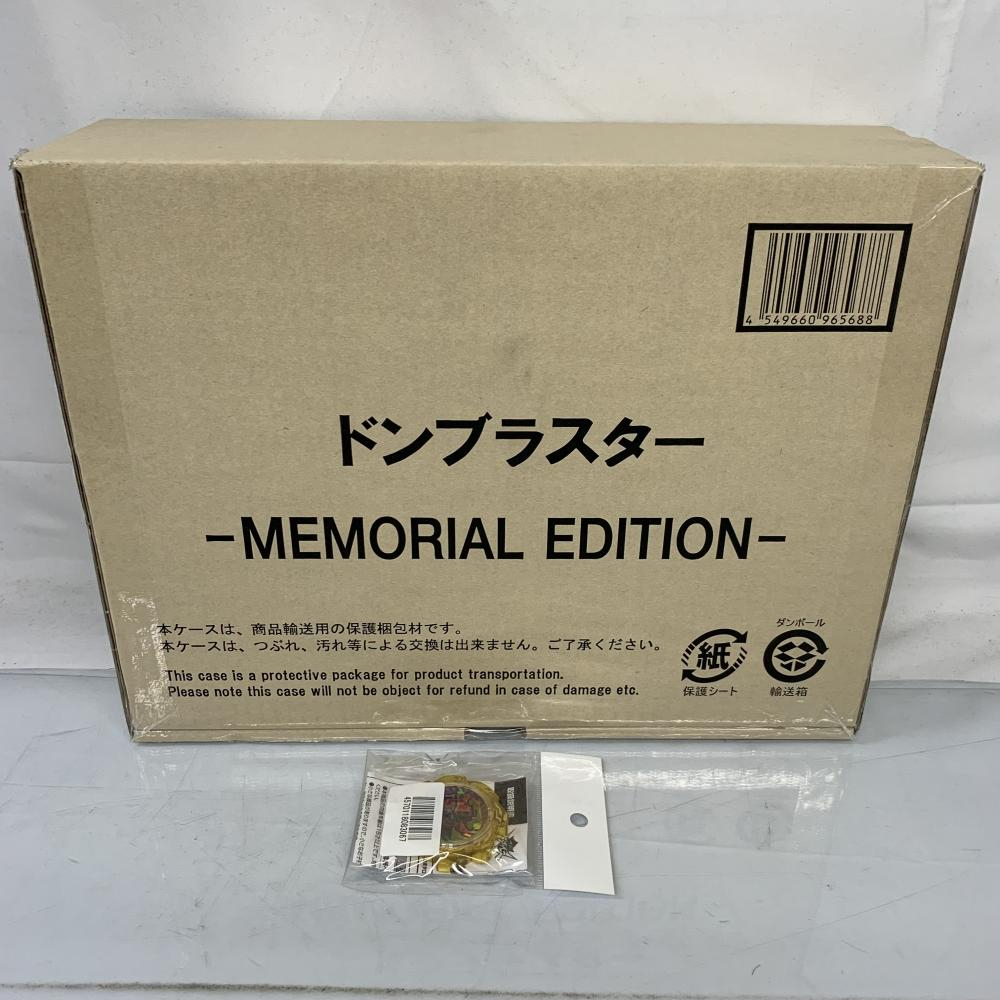 4 549660 965688
ドンブラスター
-MEMORIAL EDITION-
本ケースは、商品輸送用の保護梱包材です。
本ケースは、つぶれ、汚れ等による交換は出来ません。ご了承ください。
This case is a protective package for product transportation.
Please note this case will not be object for refund in case of damage etc.
紙
保護シート
ダンボール
輸送箱
取扱説明書